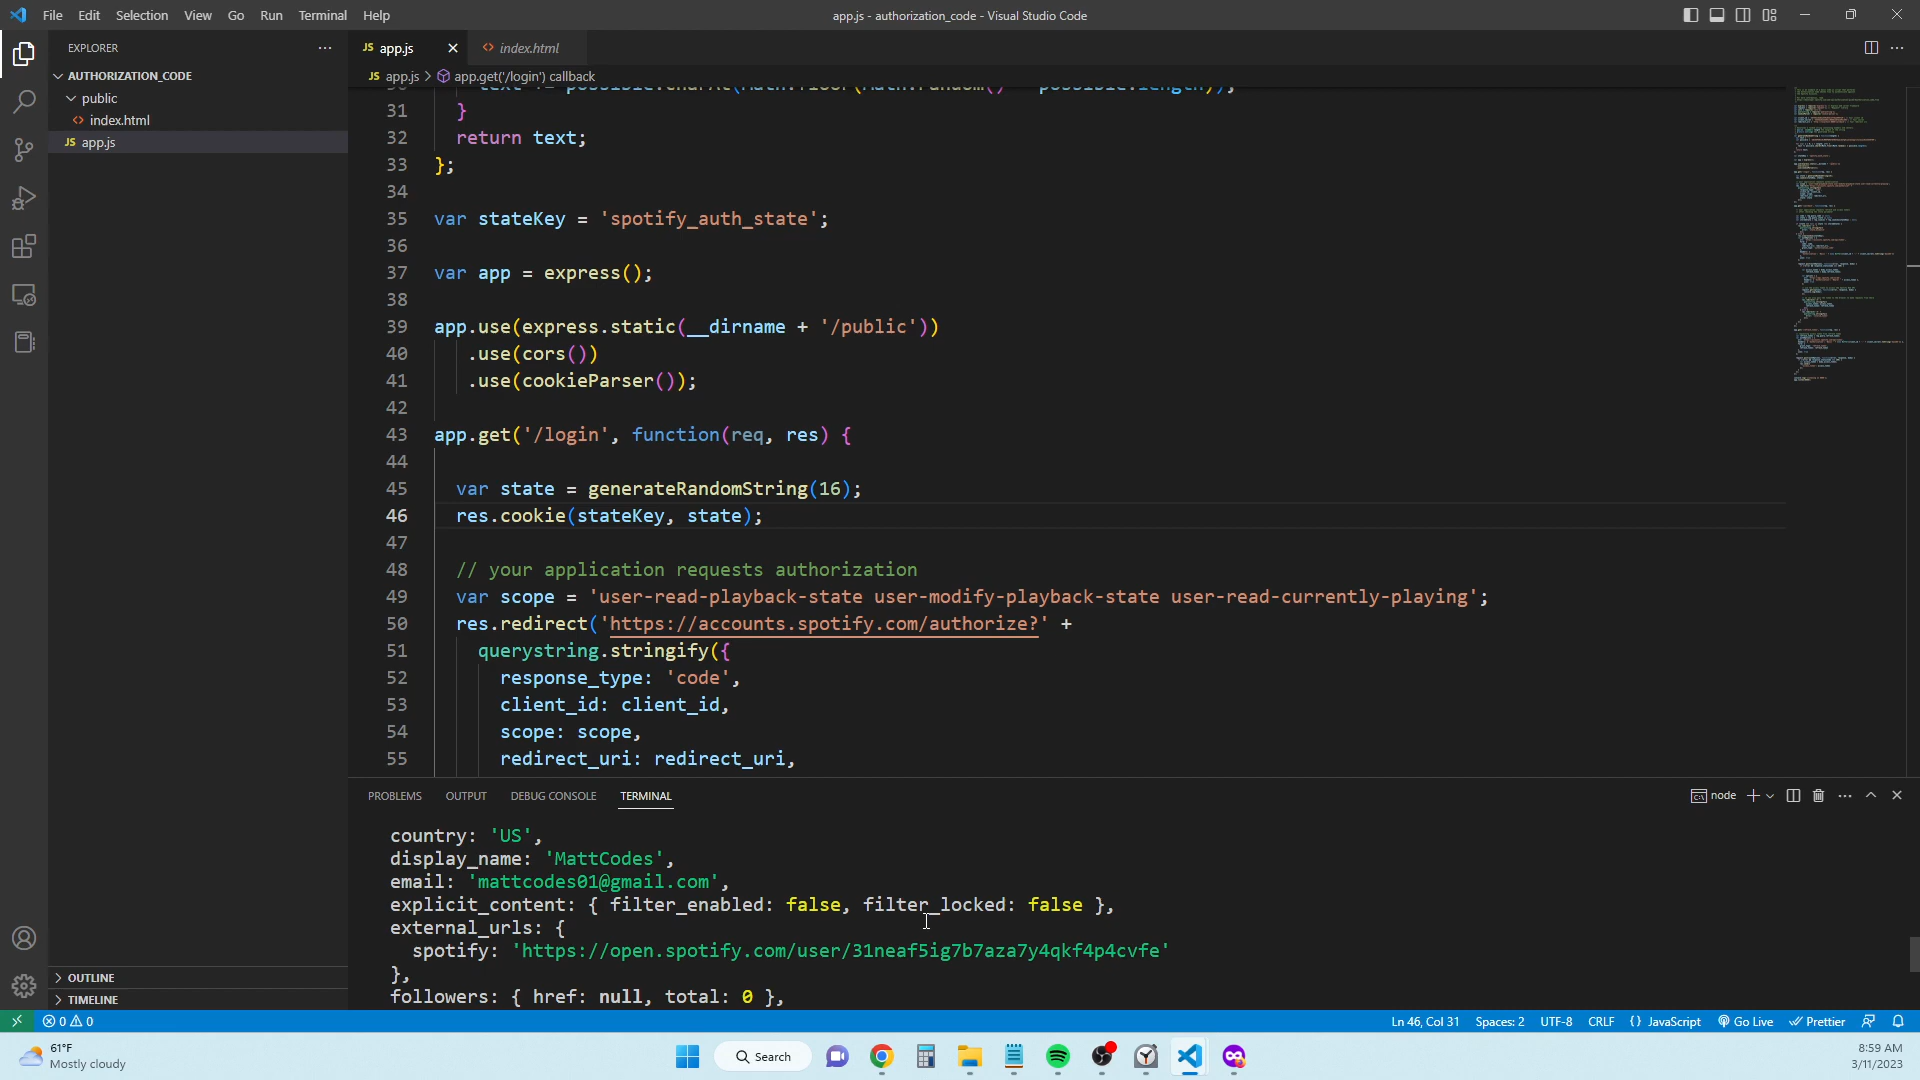 File Edit Selection View Go Run Terminal Help
app.js - authorization_code - Visual Studio Code
EXPLORER
AUTHORIZATION_CODE
public
<> index.html
JS app.js
OUTLINE
TIMELINE
JS app.js
<> index.html
JS app.js > app.get('/login') callback
31 }
32 return text;
33 };
34
35 var stateKey = 'spotify_auth_state';
36
37 var app = express();
38
39 app.use(express.static(__dirname + '/public'))
40 .use(cors())
41 .use(cookieParser());
42
43 app.get('/login', function(req, res) {
44
45 var state = generateRandomString(16);
46 res.cookie(stateKey, state);
47
48 // your application requests authorization
49 var scope = 'user-read-playback-state user-modify-playback-state user-read-currently-playing';
50 res.redirect('https://accounts.spotify.com/authorize?' +
51 querystring.stringify({
52 response_type: 'code',
53 client_id: client_id,
54 scope: scope,
55 redirect_uri: redirect_uri,
PROBLEMS OUTPUT DEBUG CONSOLE TERMINAL
node
country: 'US',
display_name: 'MattCodes',
email: 'mattcodes01@gmail.com',
explicit_content: { filter_enabled: false, filter_locked: false },
external_urls: {
spotify: 'https://open.spotify.com/user/31neaf5ig7b7aza7y4qkf4p4cvfe'
},
followers: { href: null, total: 0 },
0 0
Ln 46, Col 31 Spaces: 2 UTF-8 CRLF {} JavaScript Go Live Prettier
61°F
Mostly cloudy
Search
8:59 AM
3/11/2023